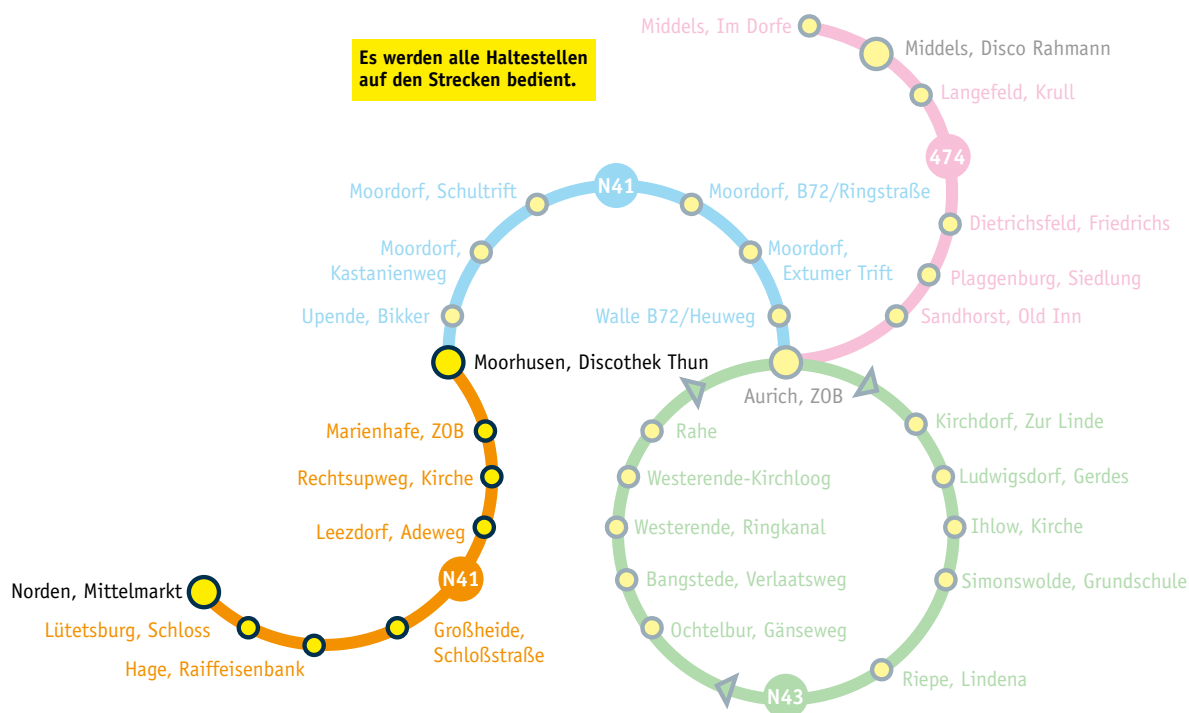 Middels, Im Dorfe
Es werden alle Haltestellen
auf den Strecken bedient.
Middels, Disco Rahmann
Langefeld, Krull
474
N41
Moordorf, Schultrift
Moordorf, B72/Ringstraße
Dietrichsfeld, Friedrichs
Moordorf,
Kastanienweg
Moordorf,
Extumer Trift
Plaggenburg, Siedlung
Upende, Bikker
Walle B72/Heuweg
Sandhorst, Old Inn
Moorhusen, Discothek Thun
Aurich, ZOB
Marienhafe, ZOB
Rahe
Kirchdorf, Zur Linde
Rechtsupweg, Kirche
Westerende-Kirchloog
Ludwigsdorf, Gerdes
Leezdorf, Adeweg
Westerende, Ringkanal
Ihlow, Kirche
N41
Norden, Mittelmarkt
Bangstede, Verlaatsweg
Simonswolde, Grundschule
Lütetsburg, Schloss
Großheide,
Schloßstraße
Ochtelbur, Gänseweg
Hage, Raiffeisenbank
Riepe, Lindena
N43